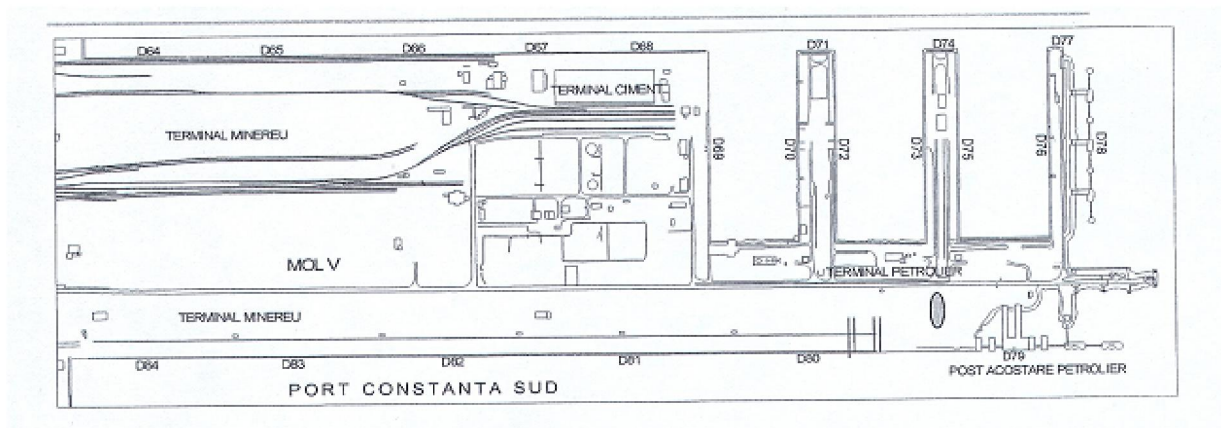 D64 D65 D66 D67 D68 D71 D74 D77
TERMINAL CIMENT
TERMINAL MINEREU
D69 D70 D72 D73 D75 D76 D78
MOL V
TERMINAL PETROLIER
TERMINAL MINEREU
D84 D83 D82 D81 D80 D79
POST ACOSTARE PETROLIER
PORT CONSTANTA SUD